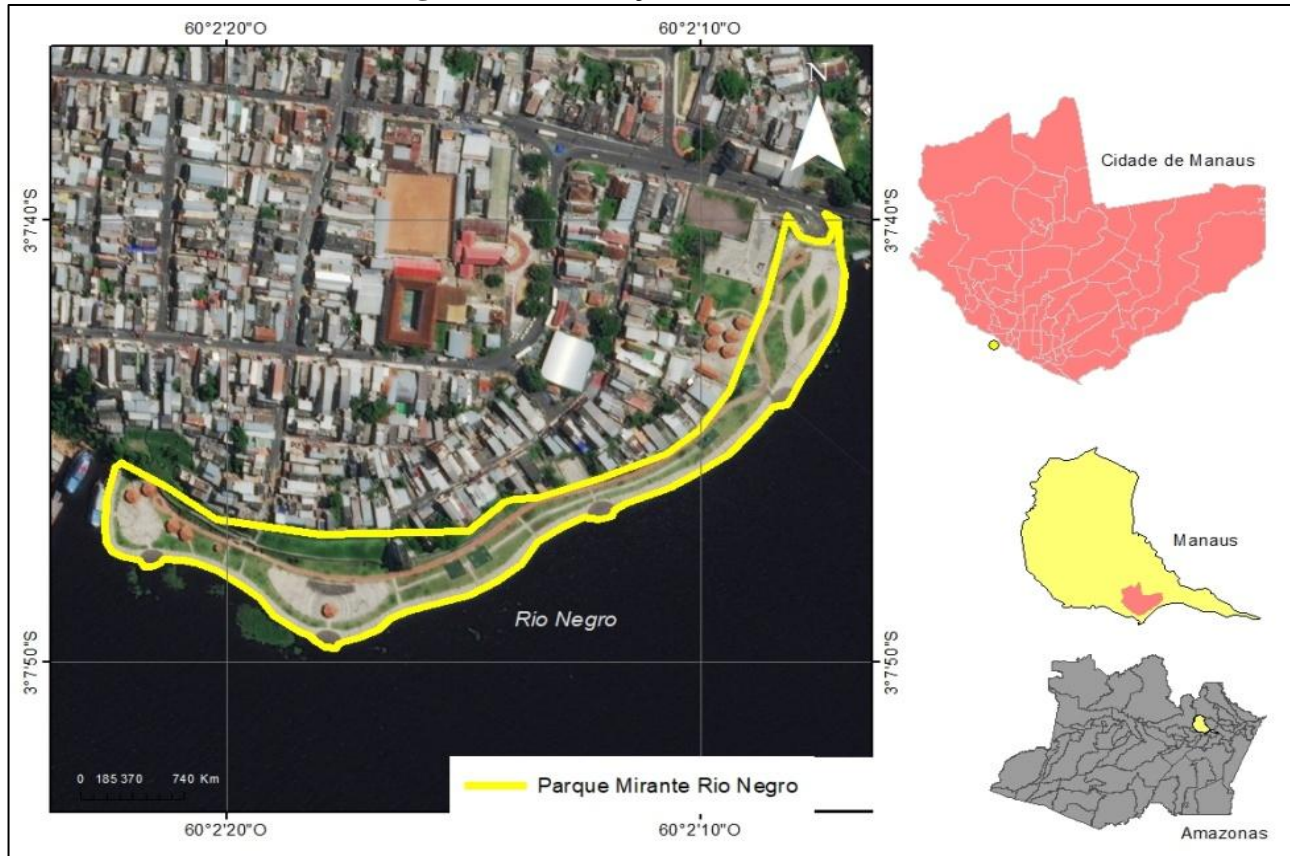 60°2'20"O 60°2'10"O
N
3°7'40"S 3°7'40"S
Rio Negro
3°7'50"S 3°7'50"S
0 185 370 740 Km
Parque Mirante Rio Negro
60°2'20"O 60°2'10"O
Cidade de Manaus
Manaus
Amazonas